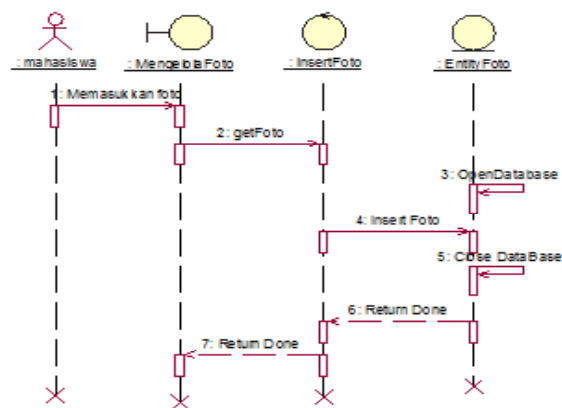 : mahasiswa
: MengelolaFoto
: InsertFoto
: EntityFoto
1: Memasukkan foto
2: getFoto
3: OpenDatabase
4: Insert Foto
5: Close DataBase
6: Return Done
7: Return Done